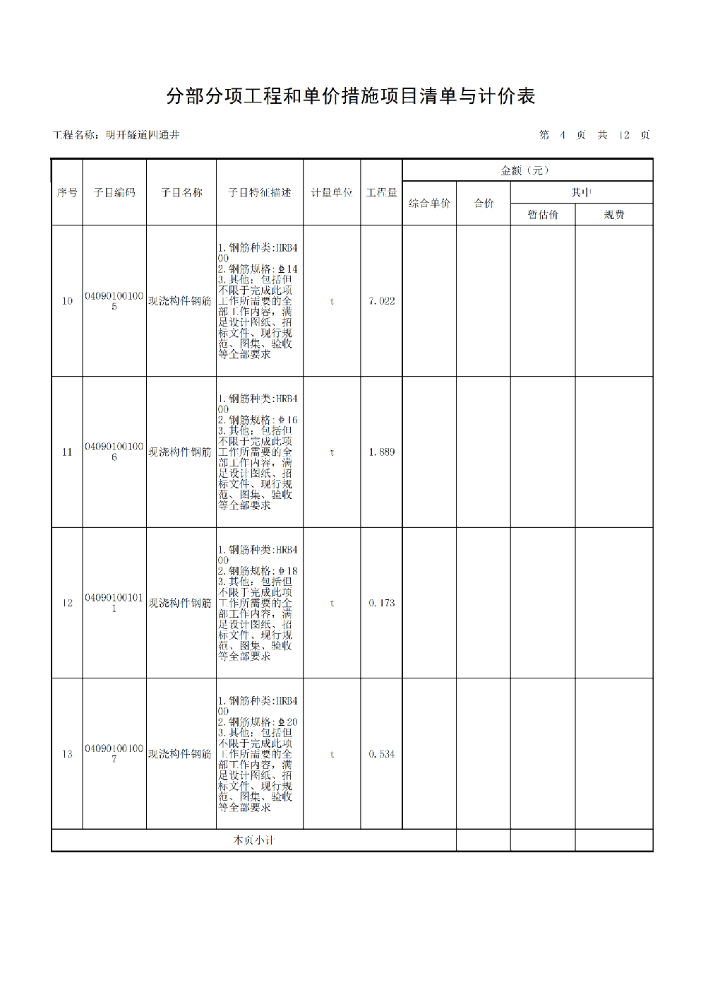 分部分项工程和单价措施项目清单与计价表
工程名称：明开隧道四通井
第 4 页 共 12 页
序号 子目编码 子目名称 子目特征描述 计量单位 工程量 金额（元）
综合单价 合价 其中
暂估价 规费
10 040901001005 现浇构件钢筋 t 7.022
1.钢筋种类:HRB4
00
2.钢筋规格:Φ14
3.其他：包括但
不限于完成此项
工作所需要的全
部工作内容，满
足设计图纸、招
标文件、现行规
范、图集、验收
等全部要求
11 040901001006 现浇构件钢筋 t 1.889
1.钢筋种类:HRB4
00
2.钢筋规格:Φ16
3.其他：包括但
不限于完成此项
工作所需要的全
部工作内容，满
足设计图纸、招
标文件、现行规
范、图集、验收
等全部要求
12 040901001011 现浇构件钢筋 t 0.173
1.钢筋种类:HRB4
00
2.钢筋规格:Φ18
3.其他：包括但
不限于完成此项
工作所需要的全
部工作内容，满
足设计图纸、招
标文件、现行规
范、图集、验收
等全部要求
13 040901001007 现浇构件钢筋 t 0.534
1.钢筋种类:HRB4
00
2.钢筋规格:Φ20
3.其他：包括但
不限于完成此项
工作所需要的全
部工作内容，满
足设计图纸、招
标文件、现行规
范、图集、验收
等全部要求
本页小计